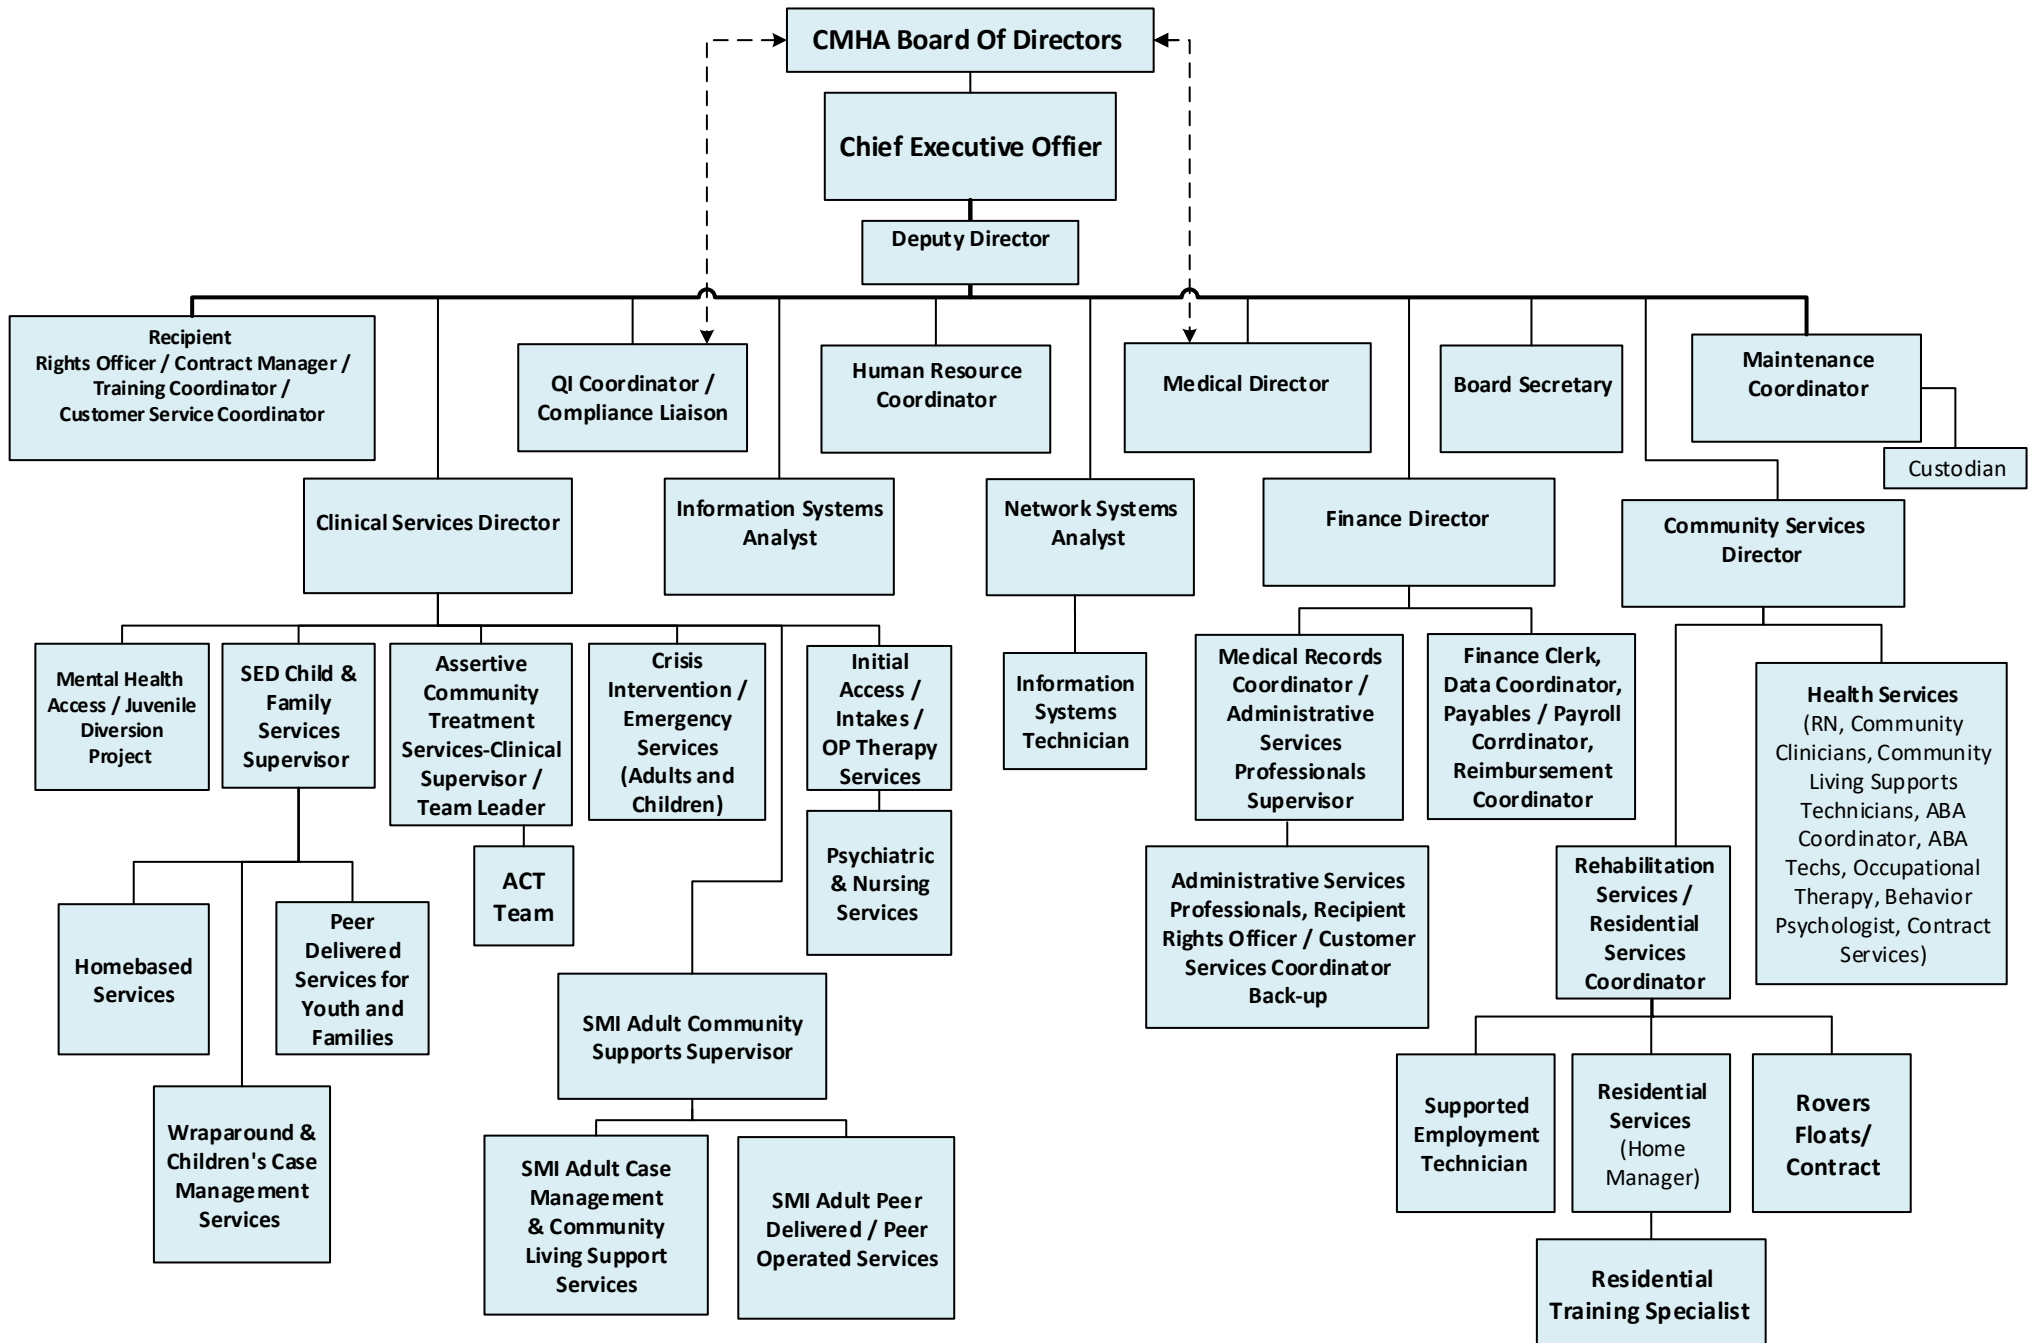 CMHA Board Of Directors
Chief Executive Offier
Deputy Director
Recipient
Rights Officer / Contract Manager /
Training Coordinator /
Customer Service Coordinator
QI Coordinator /
Compliance Liaison
Human Resource
Coordinator
Medical Director
Board Secretary
Maintenance
Coordinator
Custodian
Clinical Services Director
Information Systems
Analyst
Network Systems
Analyst
Finance Director
Community Services
Director
Mental Health
Access / Juvenile
Diversion
Project
SED Child &
Family
Services
Supervisor
Assertive
Community
Treatment
Services-Clinical
Supervisor /
Team Leader
Crisis
Intervention /
Emergency
Services
(Adults and
Children)
Initial
Access /
Intakes /
OP Therapy
Services
Information
Systems
Technician
Medical Records
Coordinator /
Administrative
Services
Professionals
Supervisor
Finance Clerk,
Data Coordinator,
Payables / Payroll
Corrdinator,
Reimbursement
Coordinator
Health Services
(RN, Community
Clinicians, Community
Living Supports
Technicians, ABA
Coordinator, ABA
Techs, Occupational
Therapy, Behavior
Psychologist, Contract
Services)
ACT
Team
Psychiatric
& Nursing
Services
Administrative Services
Professionals, Recipient
Rights Officer / Customer
Services Coordinator
Back-up
Rehabilitation
Services /
Residential
Services
Coordinator
Homebased
Services
Peer
Delivered
Services for
Youth and
Families
SMI Adult Community
Supports Supervisor
Wraparound &
Children's Case
Management
Services
SMI Adult Case
Management
& Community
Living Support
Services
SMI Adult Peer
Delivered / Peer
Operated Services
Supported
Employment
Technician
Residential
Services
(Home
Manager)
Rovers
Floats/
Contract
Residential
Training Specialist